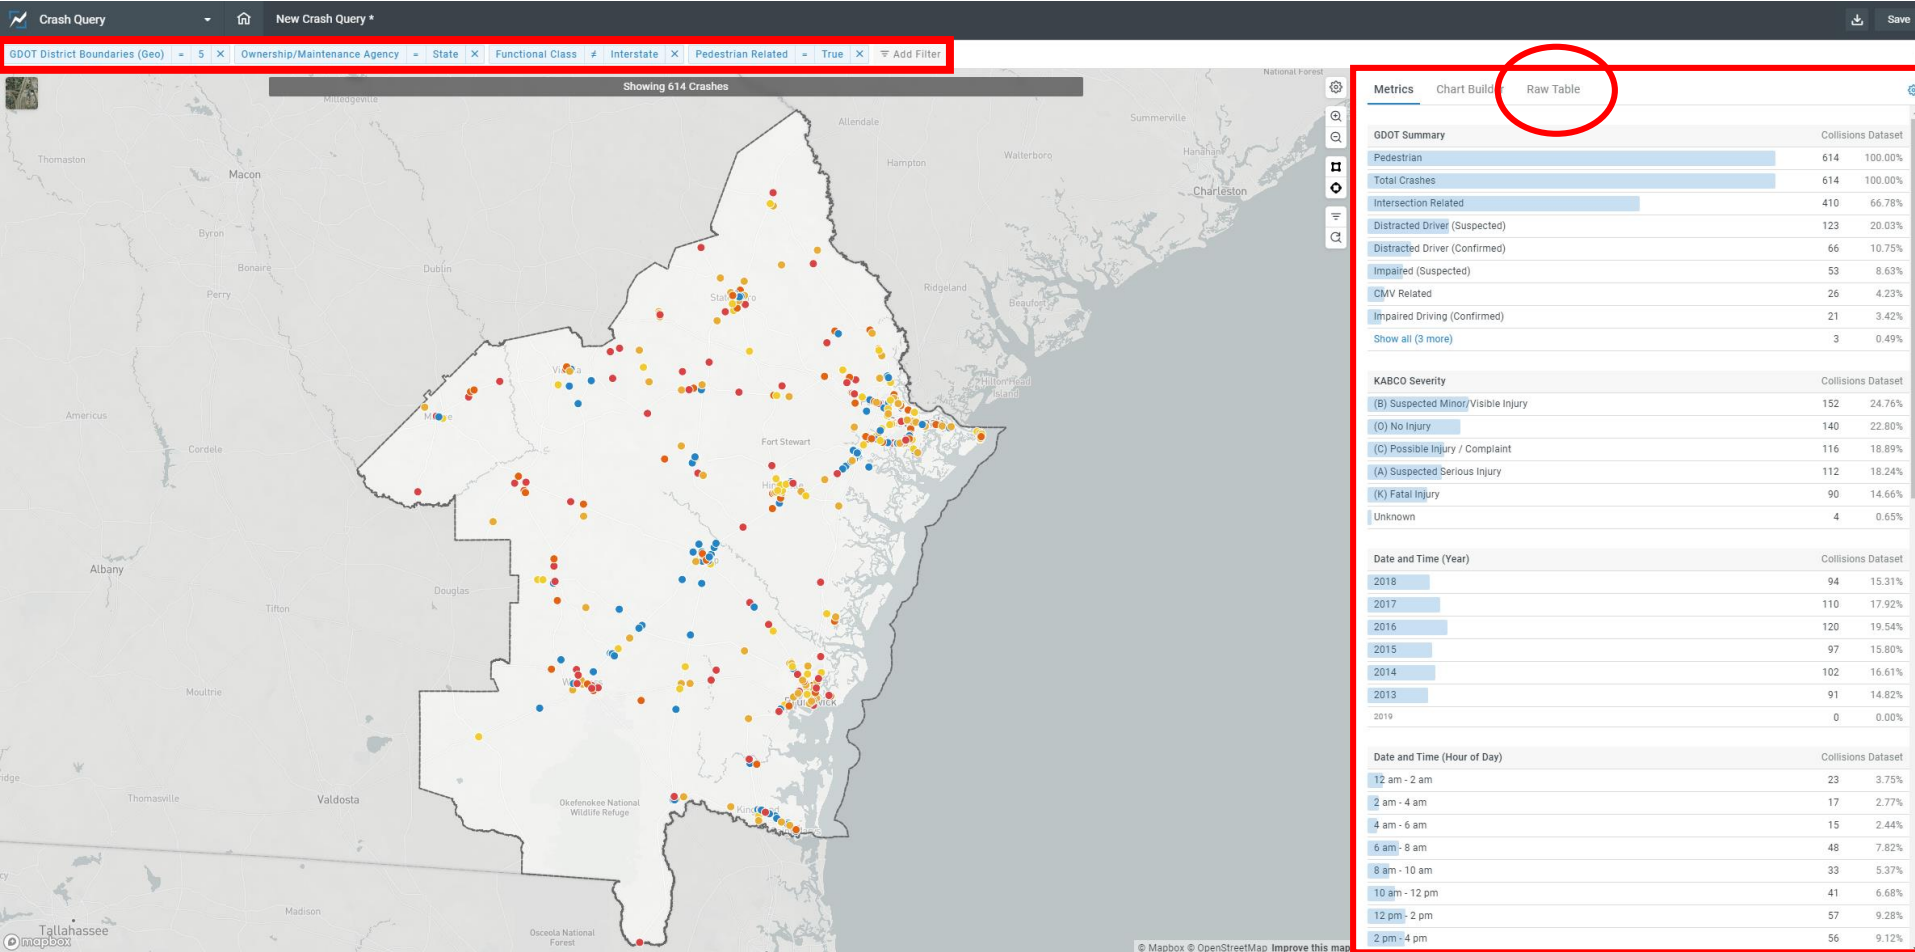 Crash Query
New Crash Query *
Save
GDOT District Boundaries (Geo) = 5 ✕ Ownership/Maintenance Agency = State ✕ Functional Class ≠ Interstate ✕ Pedestrian Related = True ✕ Add Filter
Showing 614 Crashes
National Forest
Milledgeville
Allendale
Summerville
Thomaston
Macon
Hampton
Walterboro
Hanahan
Charleston
Byron
Bonaire
Dublin
Perry
Ridgeland
Beaufort
Hilton Head
Island
Americus
Cordele
Fort Stewart
Albany
Douglas
Tifton
Moultrie
Thomasville
Valdosta
Okefenokee National
Wildlife Refuge
Madison
Tallahassee
Osceola National
Forest
mapbox
© Mapbox © OpenStreetMap Improve this map
Metrics Chart Builder Raw Table
GDOT Summary Collisions Dataset
Pedestrian 614 100.00%
Total Crashes 614 100.00%
Intersection Related 410 66.78%
Distracted Driver (Suspected) 123 20.03%
Distracted Driver (Confirmed) 66 10.75%
Impaired (Suspected) 53 8.63%
CMV Related 26 4.23%
Impaired Driving (Confirmed) 21 3.42%
Show all (3 more) 3 0.49%
KABCO Severity Collisions Dataset
(B) Suspected Minor/Visible Injury 152 24.76%
(O) No Injury 140 22.80%
(C) Possible Injury / Complaint 116 18.89%
(A) Suspected Serious Injury 112 18.24%
(K) Fatal Injury 90 14.66%
Unknown 4 0.65%
Date and Time (Year) Collisions Dataset
2018 94 15.31%
2017 110 17.92%
2016 120 19.54%
2015 97 15.80%
2014 102 16.61%
2013 91 14.82%
2019 0 0.00%
Date and Time (Hour of Day) Collisions Dataset
12 am - 2 am 23 3.75%
2 am - 4 am 17 2.77%
4 am - 6 am 15 2.44%
6 am - 8 am 48 7.82%
8 am - 10 am 33 5.37%
10 am - 12 pm 41 6.68%
12 pm - 2 pm 57 9.28%
2 pm - 4 pm 56 9.12%